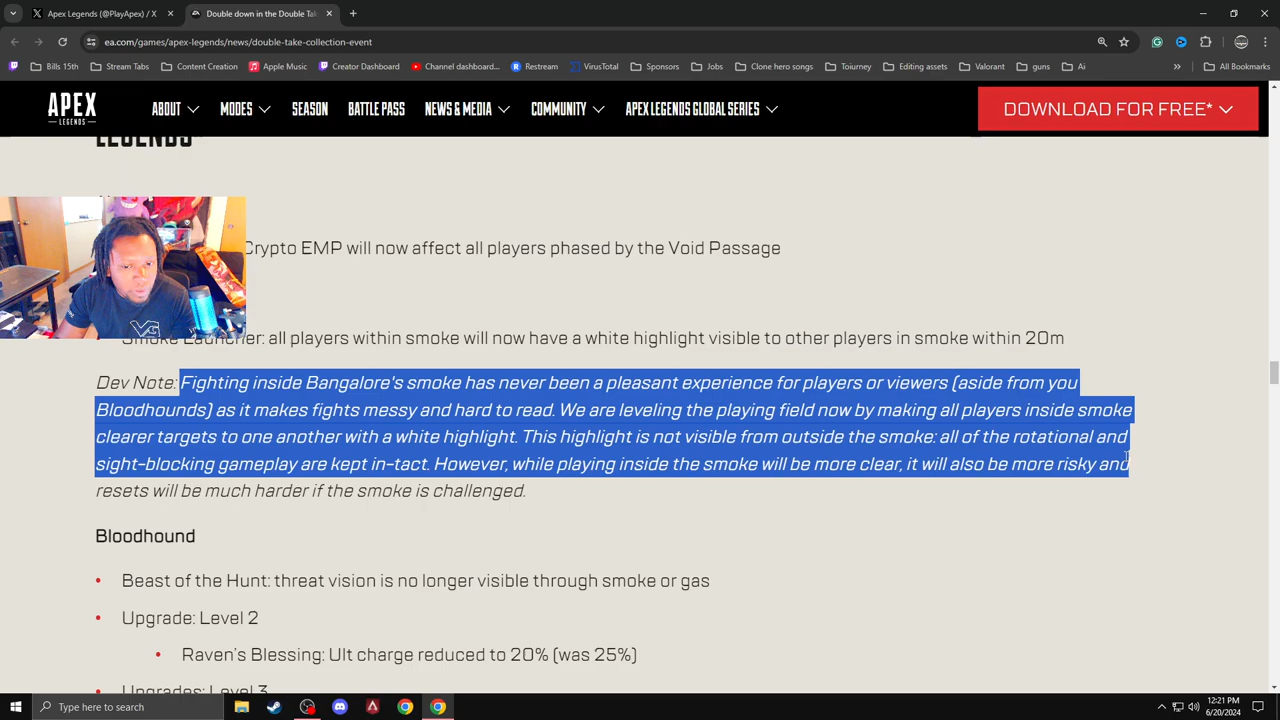 Apex Legends (@PlayApex) / X
Double down in the Double Take
ea.com/games/apex-legends/news/double-take-collection-event
Bills 15th
Stream Tabs
Content Creation
Apple Music
Creator Dashboard
Channel dashboard...
Restream
VirusTotal
Sponsors
Jobs
Clone hero songs
Toiurney
Editing assets
Valorant
guns
Ai
»
All Bookmarks
APEX
LEGENDS
ABOUT
MODES
SEASON
BATTLE PASS
NEWS & MEDIA
COMMUNITY
APEX LEGENDS GLOBAL SERIES
DOWNLOAD FOR FREE*
LEGENDS
Crypto EMP will now affect all players phased by the Void Passage
Smoke Launcher: all players within smoke will now have a white highlight visible to other players in smoke within 20m
Dev Note: Fighting inside Bangalore's smoke has never been a pleasant experience for players or viewers (aside from you
Bloodhounds) as it makes fights messy and hard to read. We are leveling the playing field now by making all players inside smoke
clearer targets to one another with a white highlight. This highlight is not visible from outside the smoke: all of the rotational and
sight-blocking gameplay are kept in-tact. However, while playing inside the smoke will be more clear, it will also be more risky and
resets will be much harder if the smoke is challenged.
Bloodhound
• Beast of the Hunt: threat vision is no longer visible through smoke or gas
• Upgrade: Level 2
• Raven's Blessing: Ult charge reduced to 20% (was 25%)
• Upgrades: Level 3
Type here to search
12:21 PM
6/20/2024